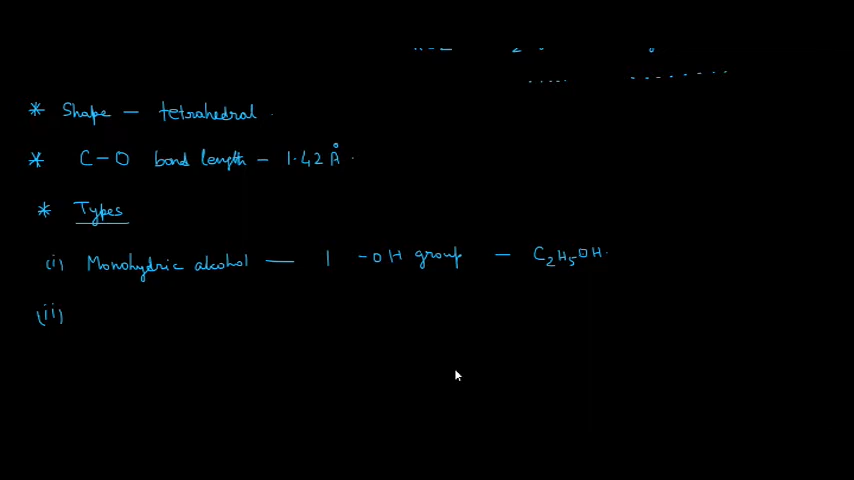 * Shape — tetrahedral.
* C-O bond length - 1.42 Å.
* Types
(i) Monohydric alcohol — 1 -OH group — C₂H₅OH.
(ii)